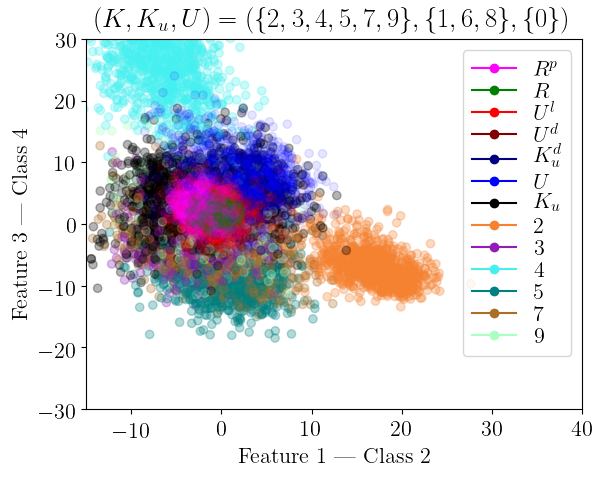 (K, K_u, U) = ({2, 3, 4, 5, 7, 9}, {1, 6, 8}, {0})
30
20
10
0
−10
−20
−30
Feature 3 — Class 4
R^p
R
U^l
U^d
K_u^d
U
K_u
2
3
4
5
7
9
−10
0
10
20
30
40
Feature 1 — Class 2